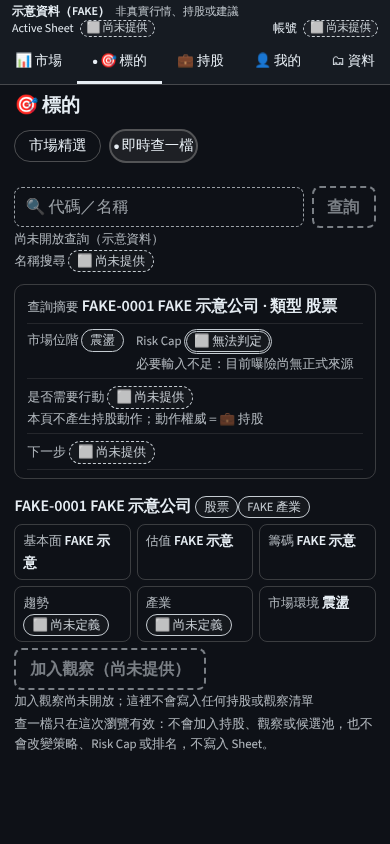 示意資料（FAKE） 非真實行情、持股或建議
Active Sheet ⬜ 尚未提供 帳號 ⬜ 尚未提供
📊 市場 • 🎯 標的 💼 持股 👤 我的 🗂 資料
🎯 標的
市場精選 • 即時查一檔
🔍 代碼／名稱 查詢
尚未開放查詢（示意資料）
名稱搜尋 ⬜ 尚未提供
查詢摘要 FAKE-0001 FAKE 示意公司 · 類型 股票
市場位階 震盪 Risk Cap ⬜ 無法判定
必要輸入不足：目前曝險尚無正式來源
是否需要行動 ⬜ 尚未提供
本頁不產生持股動作；動作權威＝💼 持股
下一步 ⬜ 尚未提供
FAKE-0001 FAKE 示意公司 股票 FAKE 產業
基本面 FAKE 示意 估值 FAKE 示意 籌碼 FAKE 示意
趨勢 ⬜ 尚未定義 產業 ⬜ 尚未定義 市場環境 震盪
加入觀察（尚未提供）
加入觀察尚未開放；這裡不會寫入任何持股或觀察清單
查一檔只在這次瀏覽有效：不會加入持股、觀察或候選池，也不
會改變策略、Risk Cap 或排名，不寫入 Sheet。